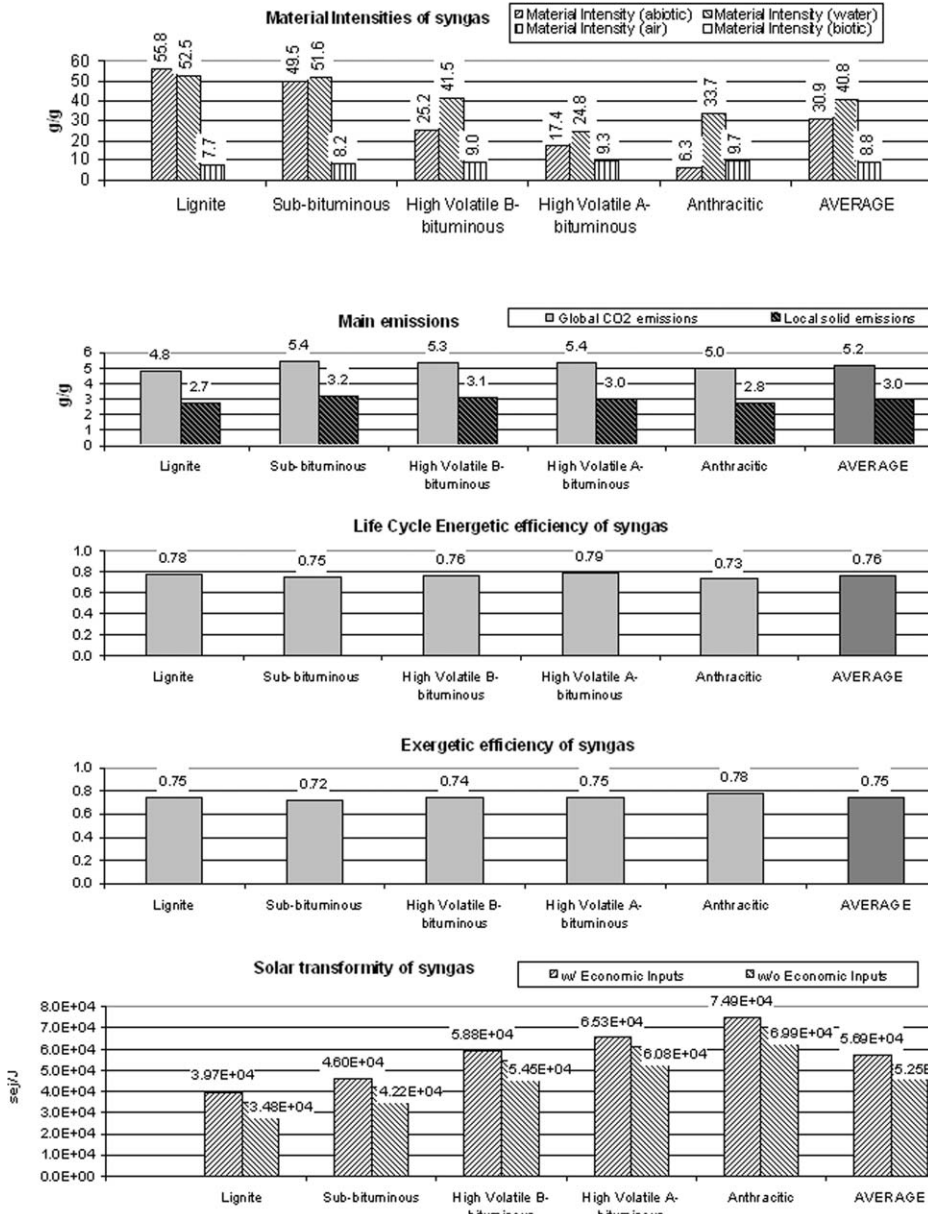 Material Intensities of syngas
Material Intensity (abiotic) Material Intensity (water)
Material Intensity (air) Material Intensity (biotic)
g/g
60
50
40
30
20
10
0
55.8 52.5 7.7
49.5 51.6 8.2
25.2 41.5 9.0
17.4 24.8 9.3
6.3 33.7 9.7
30.9 40.8 8.8
Lignite Sub-bituminous High Volatile B- High Volatile A- Anthracitic AVERAGE
bituminous bituminous
Main emissions
Global CO2 emissions Local solid emissions
g/g
6
5
4
3
2
1
0
4.8 2.7
5.4 3.2
5.3 3.1
5.4 3.0
5.0 2.8
5.2 3.0
Lignite Sub-bituminous High Volatile B- High Volatile A- Anthracitic AVERAGE
bituminous bituminous
Life Cycle Energetic efficiency of syngas
1.0
0.8
0.6
0.4
0.2
0.0
0.78 0.75 0.76 0.79 0.73 0.76
Lignite Sub-bituminous High Volatile B- High Volatile A- Anthracitic AVERAGE
bituminous bituminous
Exergetic efficiency of syngas
1.0
0.8
0.6
0.4
0.2
0.0
0.75 0.72 0.74 0.75 0.78 0.75
Lignite Sub-bituminous High Volatile B- High Volatile A- Anthracitic AVERAGE
bituminous bituminous
Solar transformity of syngas
w/ Economic Inputs w/o Economic Inputs
sej/J
8.0E+04
7.0E+04
6.0E+04
5.0E+04
4.0E+04
3.0E+04
2.0E+04
1.0E+04
0.0E+00
3.97E+04 3.48E+04
4.60E+04 4.22E+04
5.88E+04 5.45E+04
6.53E+04 6.08E+04
7.49E+04 6.99E+04
5.69E+04 5.25E
Lignite Sub-bituminous High Volatile B- High Volatile A- Anthracitic AVERAGE
bituminous bituminous